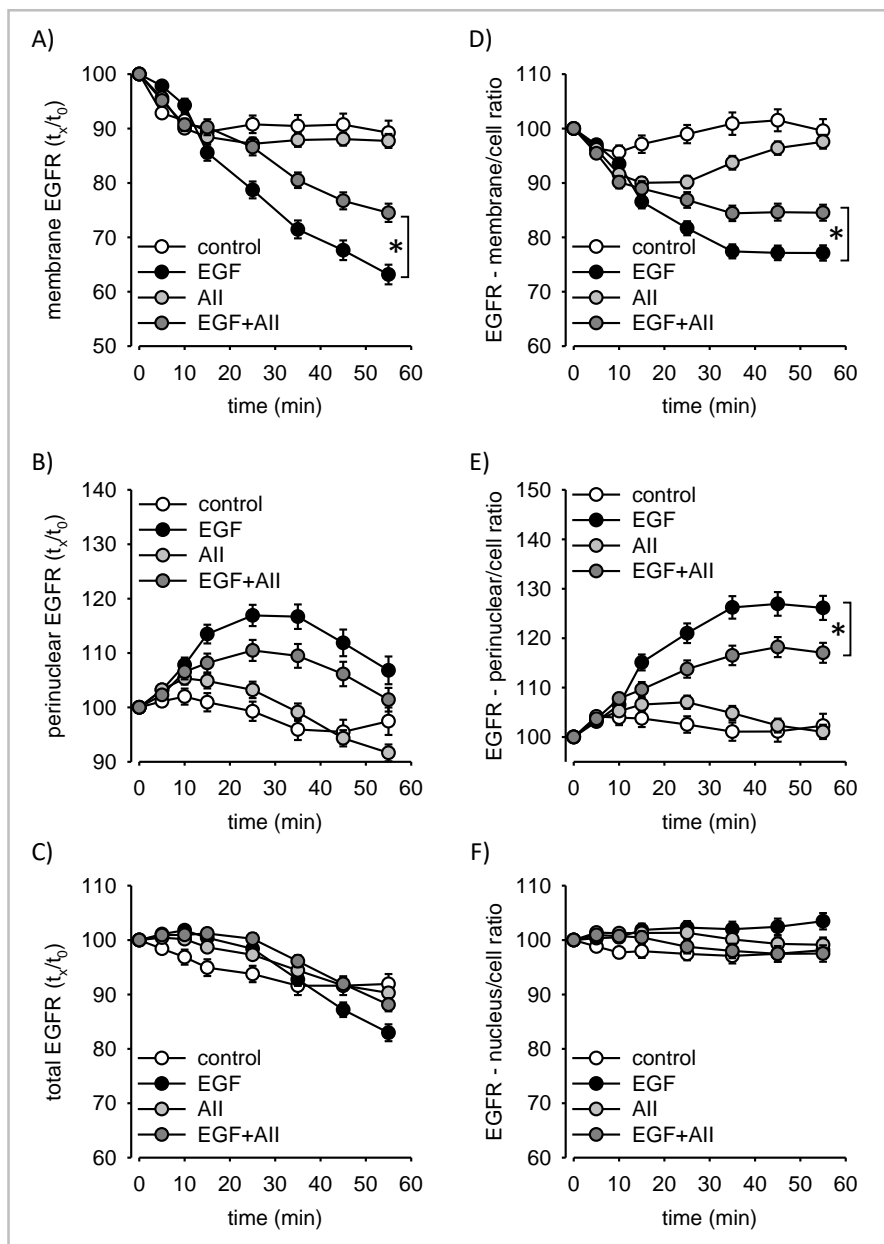 A)
membrane EGFR (tx/t0)
100
90
80
70
60
50
control
EGF
AII
EGF+AII
*
0 10 20 30 40 50 60
time (min)
D)
EGFR - membrane/cell ratio
110
100
90
80
70
60
control
EGF
AII
EGF+AII
*
0 10 20 30 40 50 60
time (min)
B)
perinuclear EGFR (tx/t0)
140
130
120
110
100
90
control
EGF
AII
EGF+AII
0 10 20 30 40 50 60
time (min)
E)
EGFR - perinuclear/cell ratio
150
140
130
120
110
100
control
EGF
AII
EGF+AII
*
0 10 20 30 40 50 60
time (min)
C)
total EGFR (tx/t0)
110
100
90
80
70
60
control
EGF
AII
EGF+AII
0 10 20 30 40 50 60
time (min)
F)
EGFR - nucleus/cell ratio
110
100
90
80
70
60
control
EGF
AII
EGF+AII
0 10 20 30 40 50 60
time (min)